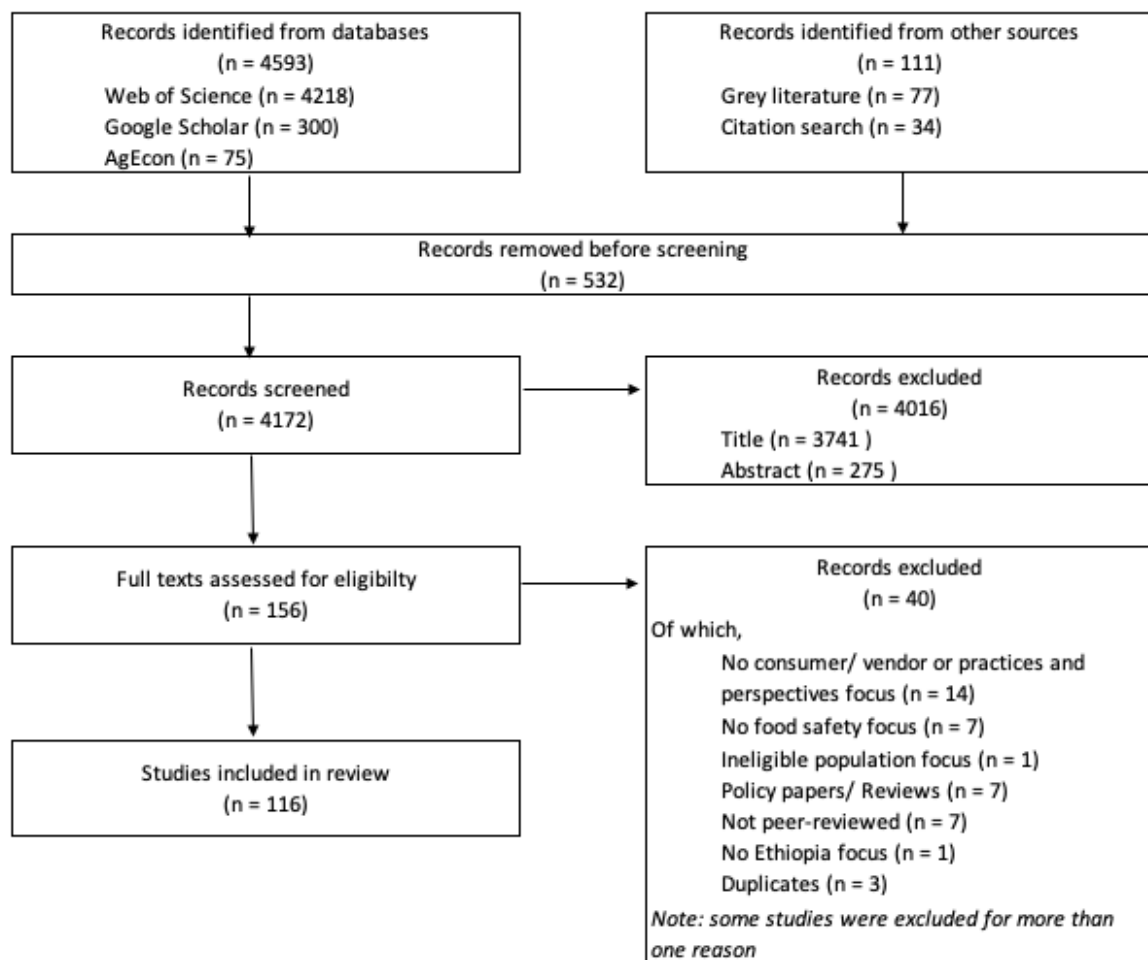 Records identified from databases
(n = 4593)
Web of Science (n = 4218)
Google Scholar (n = 300)
AgEcon (n = 75)
Records identified from other sources
(n = 111)
Grey literature (n = 77)
Citation search (n = 34)
Records removed before screening
(n = 532)
Records screened
(n = 4172)
Records excluded
(n = 4016)
Title (n = 3741 )
Abstract (n = 275 )
Full texts assessed for eligibilty
(n = 156)
Records excluded
(n = 40)
Of which,
No consumer/ vendor or practices and
perspectives focus (n = 14)
No food safety focus (n = 7)
Ineligible population focus (n = 1)
Policy papers/ Reviews (n = 7)
Not peer-reviewed (n = 7)
No Ethiopia focus (n = 1)
Duplicates (n = 3)
Note: some studies were excluded for more than
one reason
Studies included in review
(n = 116)